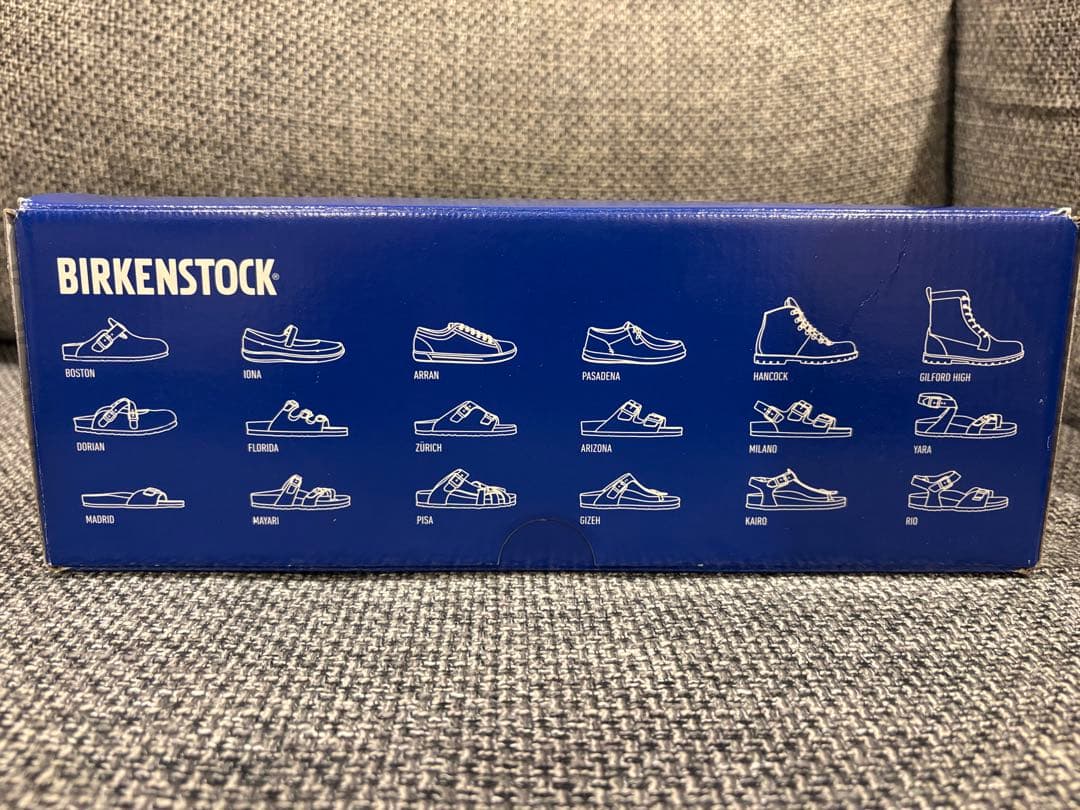 BIRKENSTOCK®
BOSTON IONA ARRAN PASADENA HANCOCK GILFORD HIGH
DORIAN FLORIDA ZÜRICH ARIZONA MILANO YARA
MADRID MAYARI PISA GIZEH KAIRO RIO